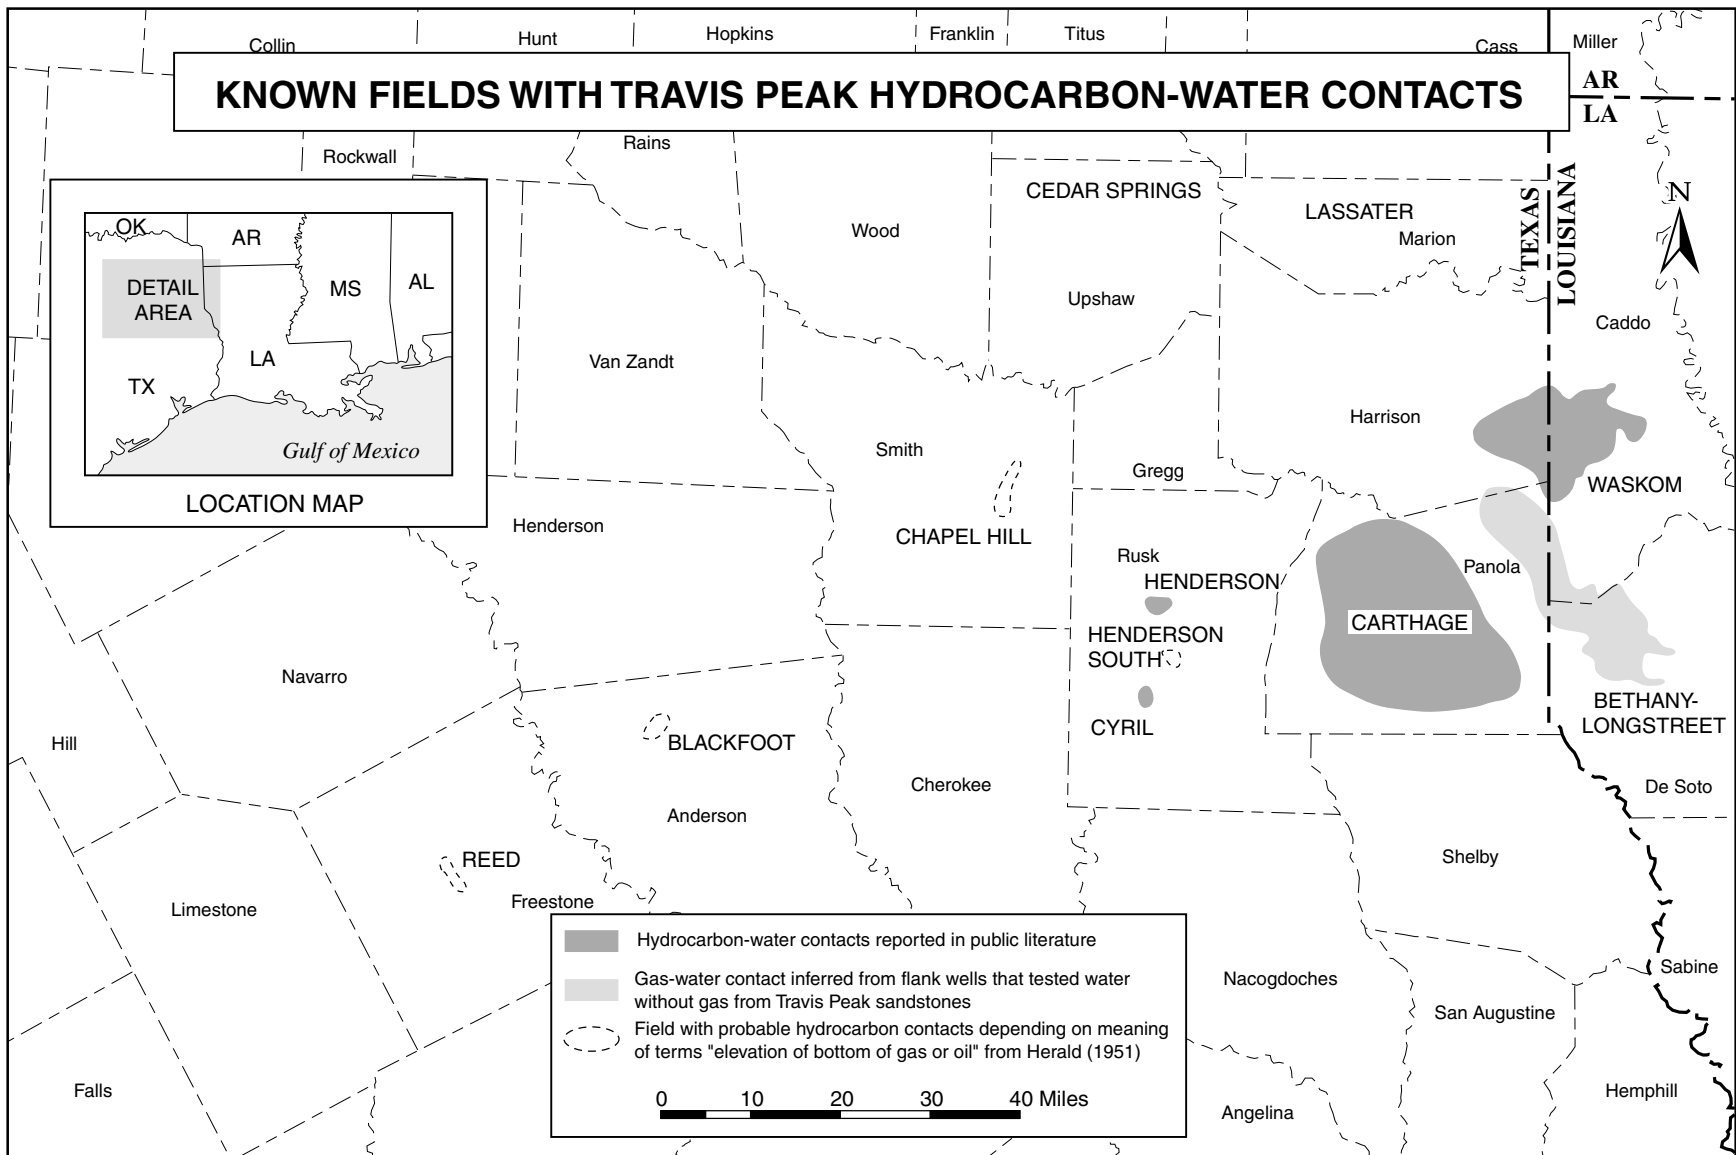 Collin
Hunt
Hopkins
Franklin
Titus
Cass
Miller
KNOWN FIELDS WITH TRAVIS PEAK HYDROCARBON-WATER CONTACTS
AR
LA
Rockwall
Rains
CEDAR SPRINGS
LASSATER
Marion
TEXAS
LOUISIANA
N
Wood
Upshaw
Caddo
OK
AR
MS
AL
DETAIL
AREA
LA
TX
Gulf of Mexico
LOCATION MAP
Van Zandt
Smith
Harrison
Gregg
WASKOM
Henderson
CHAPEL HILL
Rusk
HENDERSON
Panola
CARTHAGE
HENDERSON
SOUTH
Navarro
BETHANY-
LONGSTREET
CYRIL
Hill
BLACKFOOT
Cherokee
De Soto
Anderson
REED
Shelby
Freestone
Limestone
Hydrocarbon-water contacts reported in public literature
Gas-water contact inferred from flank wells that tested water
without gas from Travis Peak sandstones
Field with probable hydrocarbon contacts depending on meaning
of terms "elevation of bottom of gas or oil" from Herald (1951)
0 10 20 30 40 Miles
Nacogdoches
Sabine
San Augustine
Falls
Hemphill
Angelina